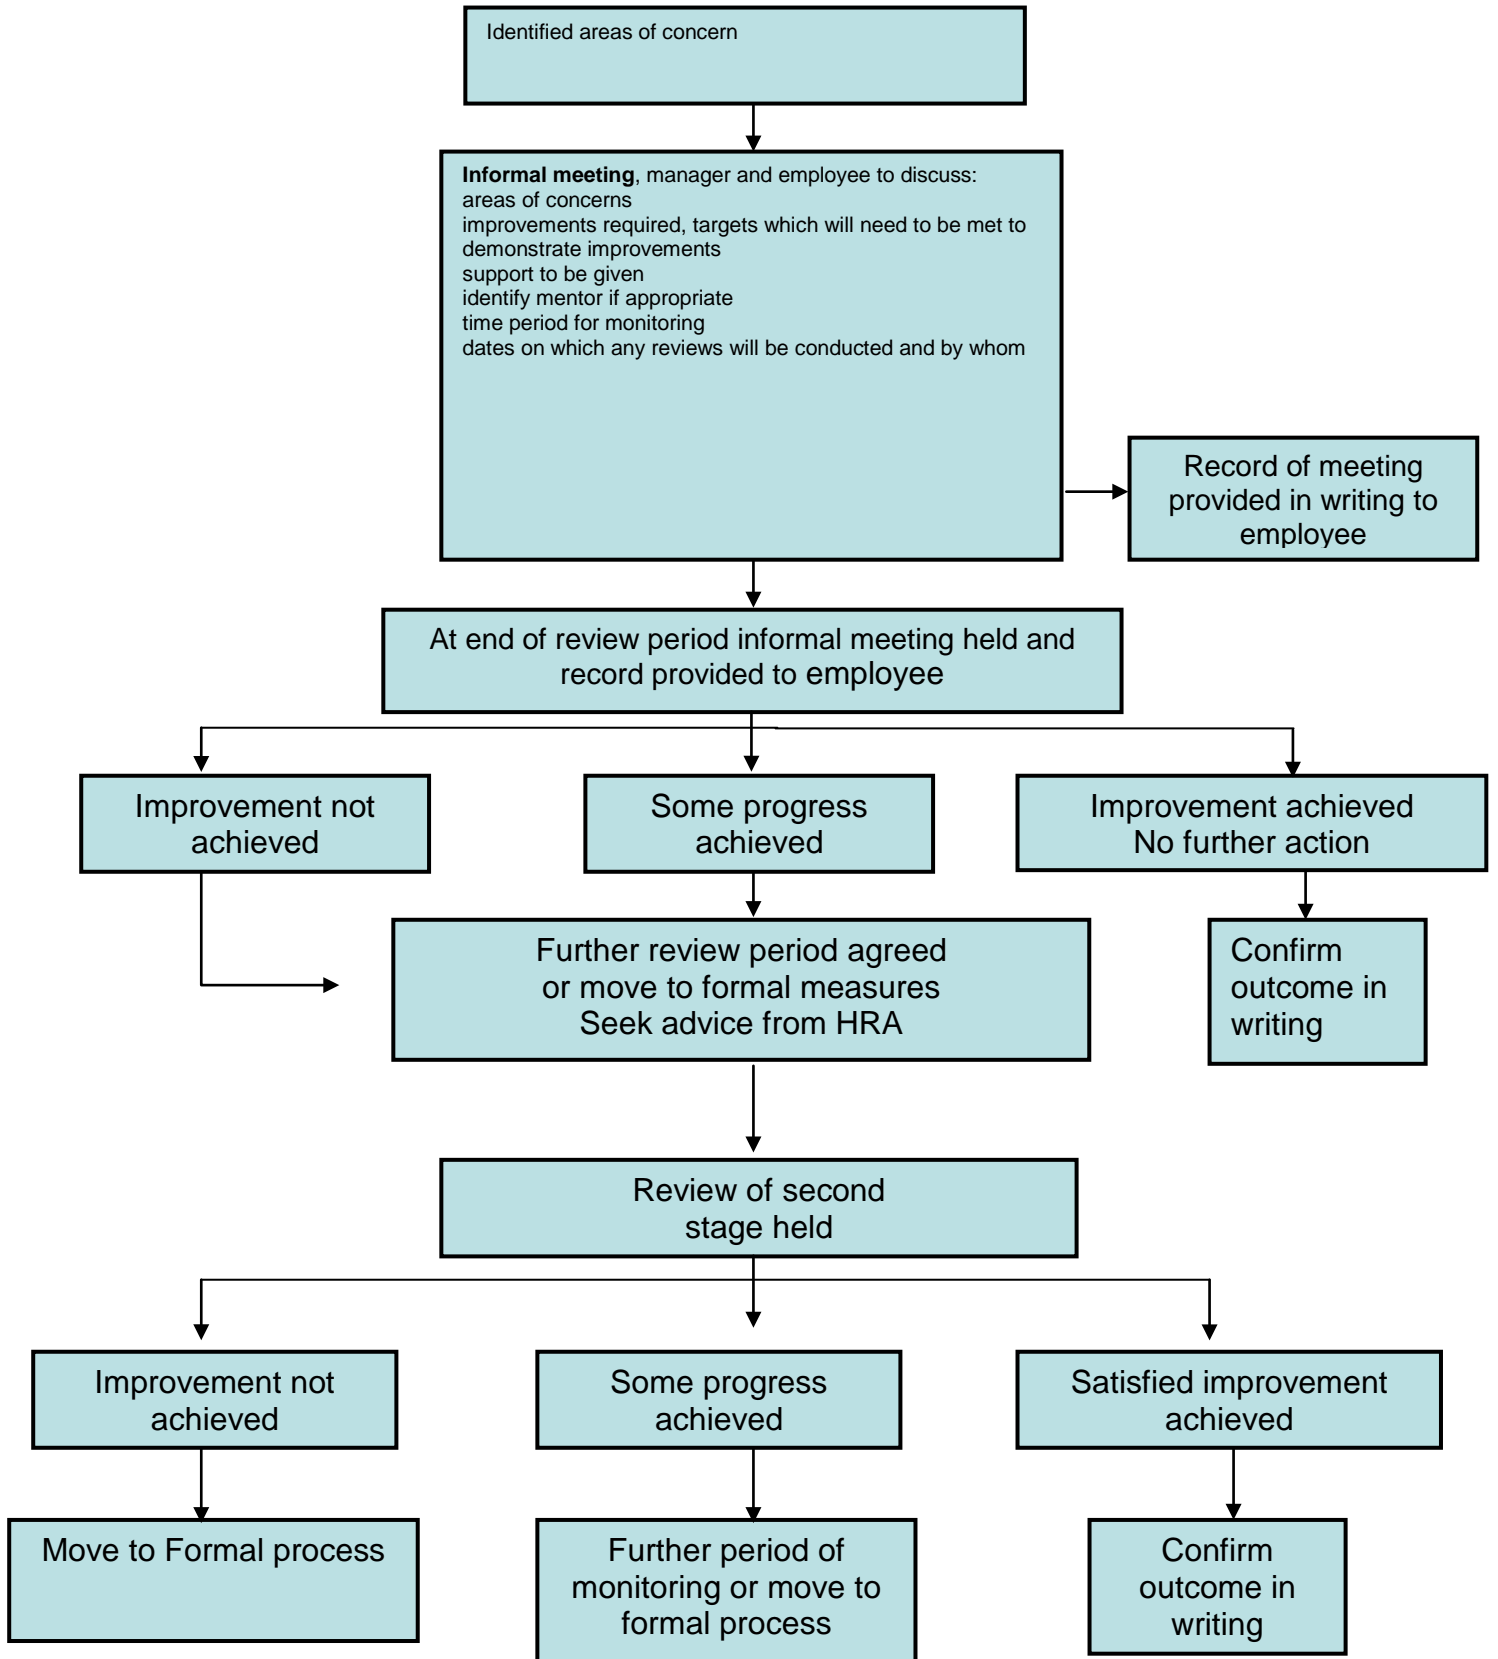 Identified areas of concern
Informal meeting, manager and employee to discuss:
areas of concerns
improvements required, targets which will need to be met to
demonstrate improvements
support to be given
identify mentor if appropriate
time period for monitoring
dates on which any reviews will be conducted and by whom
Record of meeting
provided in writing to
employee
At end of review period informal meeting held and
record provided to employee
Improvement not
achieved
Some progress
achieved
Improvement achieved
No further action
Further review period agreed
or move to formal measures
Seek advice from HRA
Confirm
outcome in
writing
Review of second
stage held
Improvement not
achieved
Some progress
achieved
Satisfied improvement
achieved
Move to Formal process
Further period of
monitoring or move to
formal process
Confirm
outcome in
writing